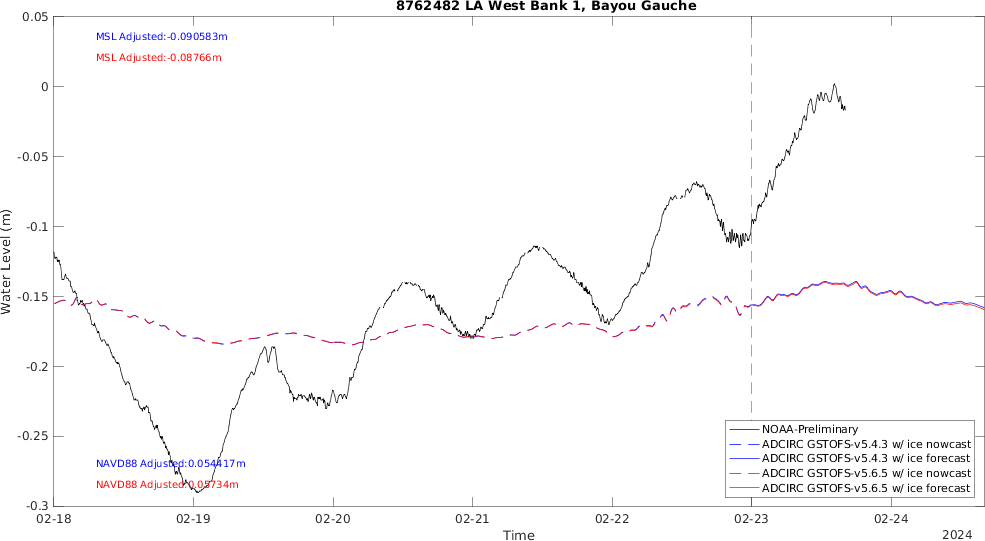 8762482 LA West Bank 1, Bayou Gauche
0.05
MSL Adjusted:-0.090583m
MSL Adjusted:-0.08766m
0
-0.05
-0.1
-0.15
-0.2
-0.25
-0.3
Water Level (m)
NAVD88 Adjusted:0.054417m
NAVD88 Adjusted:0.05734m
NOAA-Preliminary
ADCIRC GSTOFS-v5.4.3 w/ ice nowcast
ADCIRC GSTOFS-v5.4.3 w/ ice forecast
ADCIRC GSTOFS-v5.6.5 w/ ice nowcast
ADCIRC GSTOFS-v5.6.5 w/ ice forecast
02-18 02-19 02-20 02-21 02-22 02-23 02-24
Time
2024